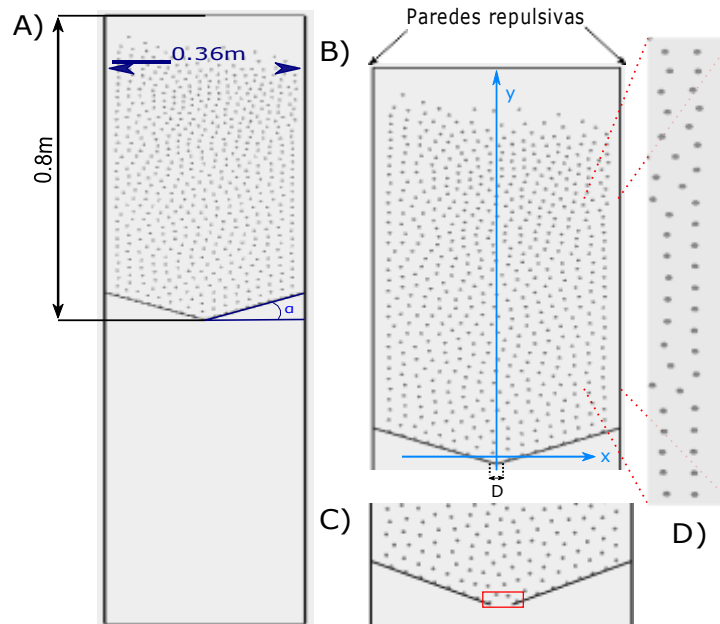 A)
0.36m
0.8m
α
Paredes repulsivas
B)
y
x
D
C)
D)